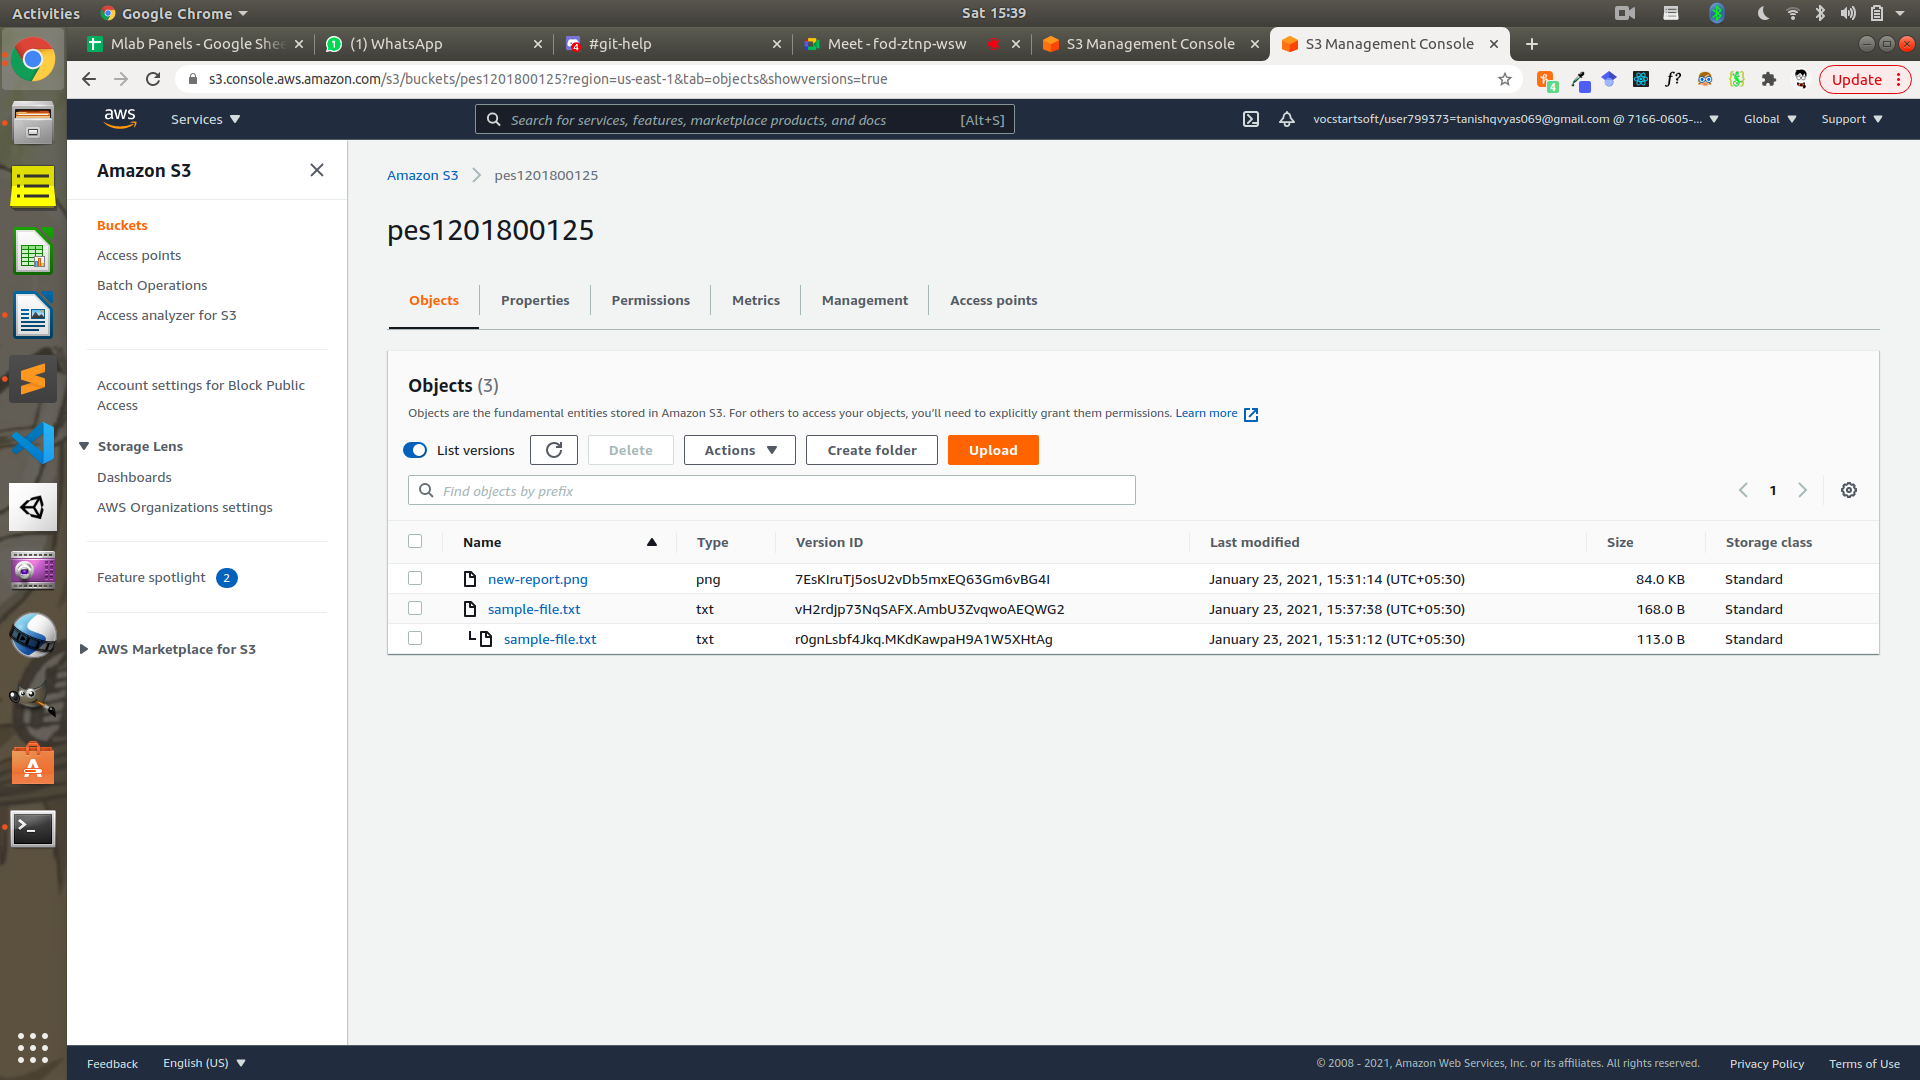 Activities
Google Chrome
Sat 15:39
Mlab Panels - Google Shee
(1) WhatsApp
#git-help
Meet - fod-ztnp-wsw
S3 Management Console
S3 Management Console
s3.console.aws.amazon.com/s3/buckets/pes1201800125?region=us-east-1&tab=objects&showversions=true
4
f?
Update
aws
Services
Search for services, features, marketplace products, and docs
[Alt+S]
vocstartsoft/user799373=tanishqvyas069@gmail.com @ 7166-0605-...
Global
Support
Amazon S3
Buckets
Access points
Batch Operations
Access analyzer for S3
Account settings for Block Public
Access
Storage Lens
Dashboards
AWS Organizations settings
Feature spotlight 2
AWS Marketplace for S3
Amazon S3 > pes1201800125
pes1201800125
Objects
Properties
Permissions
Metrics
Management
Access points
Objects (3)
Objects are the fundamental entities stored in Amazon S3. For others to access your objects, you'll need to explicitly grant them permissions. Learn more
List versions
Delete
Actions
Create folder
Upload
Find objects by prefix
1
Name Type Version ID Last modified Size Storage class
new-report.png png 7EsKIruTj5osU2vDb5mxEQ63Gm6vBG4I January 23, 2021, 15:31:14 (UTC+05:30) 84.0 KB Standard
sample-file.txt txt vH2rdjp73NqSAFX.AmbU3ZvqwoAEQWG2 January 23, 2021, 15:37:38 (UTC+05:30) 168.0 B Standard
sample-file.txt txt r0gnLsbf4Jkq.MKdKawpaH9A1W5XHtAg January 23, 2021, 15:31:12 (UTC+05:30) 113.0 B Standard
Feedback
English (US)
© 2008 - 2021, Amazon Web Services, Inc. or its affiliates. All rights reserved.
Privacy Policy
Terms of Use